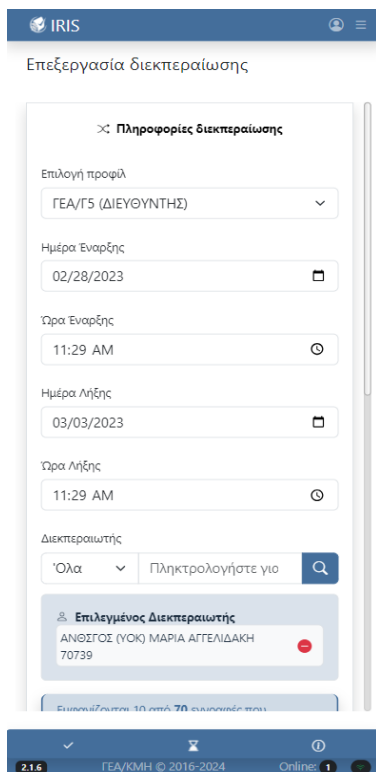 IRIS
Επεξεργασία διεκπεραίωσης
Πληροφορίες διεκπεραίωσης
Επιλογή προφίλ
ΓΕΑ/Γ5 (ΔΙΕΥΘΥΝΤΗΣ)
Ημέρα Έναρξης
02/28/2023
Ώρα Έναρξης
11:29 AM
Ημέρα Λήξης
03/03/2023
Ώρα Λήξης
11:29 AM
Διεκπεραιωτής
Όλα Πληκτρολογήστε γιο
Επιλεγμένος Διεκπεραιωτής
ΑΝΘΣΓΟΣ (ΥΟΚ) ΜΑΡΙΑ ΑΓΓΕΛΙΔΑΚΗ
70739
Εμφανίζονται 10 από 70 εγγραφές που
2.1.6 ΓΕΑ/ΚΜΗ © 2016-2024 Online: 1